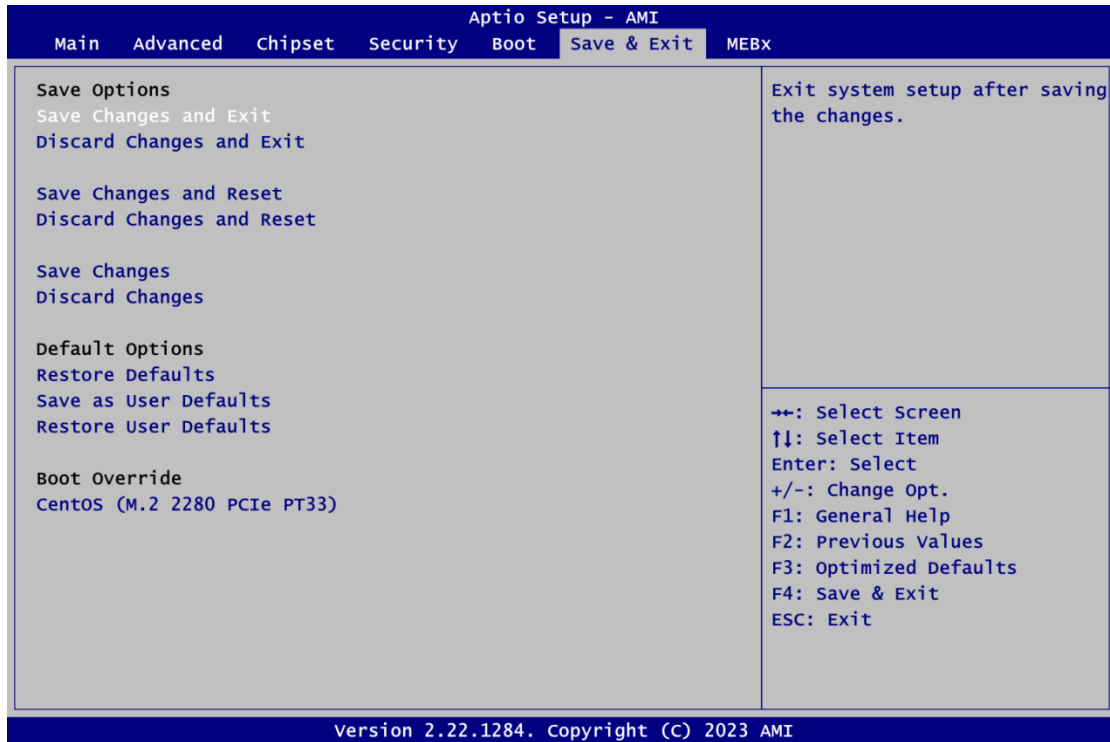 Aptio Setup - AMI
Main Advanced Chipset Security Boot Save & Exit MEBx
Save Options
Save Changes and Exit
Discard Changes and Exit
Save Changes and Reset
Discard Changes and Reset
Save Changes
Discard Changes
Default Options
Restore Defaults
Save as User Defaults
Restore User Defaults
Boot Override
CentOS (M.2 2280 PCIe PT33)
Exit system setup after saving
the changes.
→←: Select Screen
↑↓: Select Item
Enter: Select
+/-: Change Opt.
F1: General Help
F2: Previous Values
F3: Optimized Defaults
F4: Save & Exit
ESC: Exit
Version 2.22.1284. Copyright (C) 2023 AMI